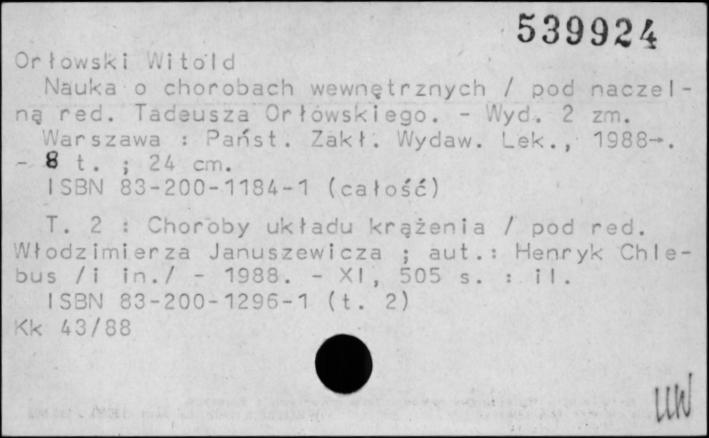 539924
Orłowski Witold
Nauka o chorobach wewnętrznych / pod naczel-
ną red. Tadeusza Orłowskiego. - Wyd. 2 zm.
Warszawa : Państ. Zakł. Wydaw. Lek., 1988-.
- 8 t. ; 24 cm.
ISBN 83-200-1184-1 (całość)
T. 2 : Choroby układu krążenia / pod red.
Włodzimierza Januszewicza ; aut.: Henryk Chle-
bus /i in./ - 1988. - XI, 505 s. : il.
ISBN 83-200-1296-1 (t. 2)
Kk 43/88
UW